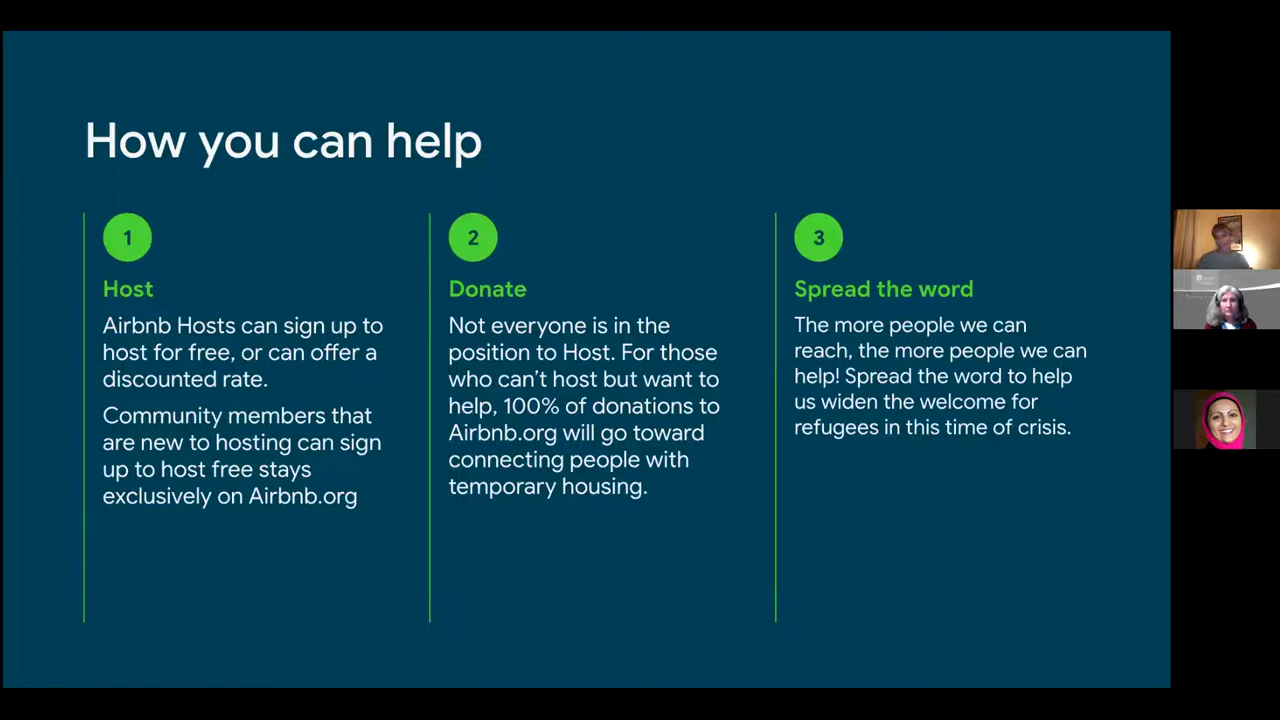 How you can help
1
Host
Airbnb Hosts can sign up to
host for free, or can offer a
discounted rate.
Community members that
are new to hosting can sign
up to host free stays
exclusively on Airbnb.org
2
Donate
Not everyone is in the
position to Host. For those
who can’t host but want to
help, 100% of donations to
Airbnb.org will go toward
connecting people with
temporary housing.
3
Spread the word
The more people we can
reach, the more people we can
help! Spread the word to help
us widen the welcome for
refugees in this time of crisis.